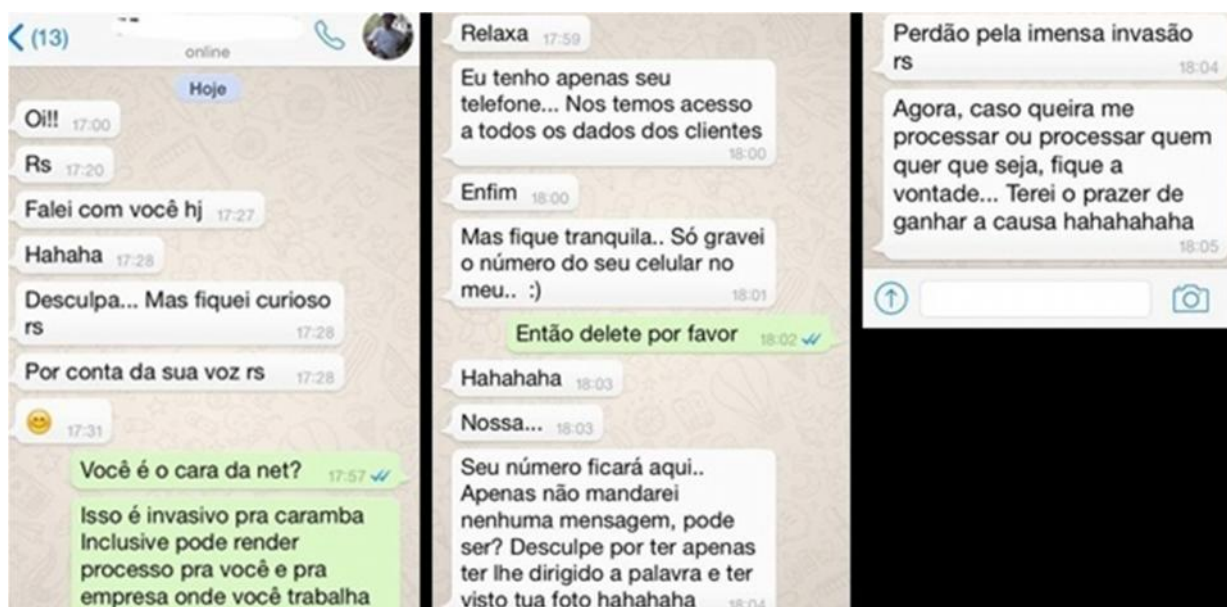 (13)
online
Hoje
Oi!! 17:00
Rs 17:20
Falei com você hj 17:27
Hahaha 17:28
Desculpa... Mas fiquei curioso
rs 17:28
Por conta da sua voz rs 17:28
17:31
Você é o cara da net? 17:57
Isso é invasivo pra caramba
Inclusive pode render
processo pra você e pra
empresa onde você trabalha
Relaxa 17:59
Eu tenho apenas seu
telefone... Nos temos acesso
a todos os dados dos clientes
18:00
Enfim 18:00
Mas fique tranquila.. Só gravei
o número do seu celular no
meu.. :) 18:01
Então delete por favor 18:02
Hahahaha 18:03
Nossa... 18:03
Seu número ficará aqui..
Apenas não mandarei
nenhuma mensagem, pode
ser? Desculpe por ter apenas
ter lhe dirigido a palavra e ter
visto tua foto hahahaha 18:04
Perdão pela imensa invasão
rs 18:04
Agora, caso queira me
processar ou processar quem
quer que seja, fique a
vontade... Terei o prazer de
ganhar a causa hahahahaha
18:05